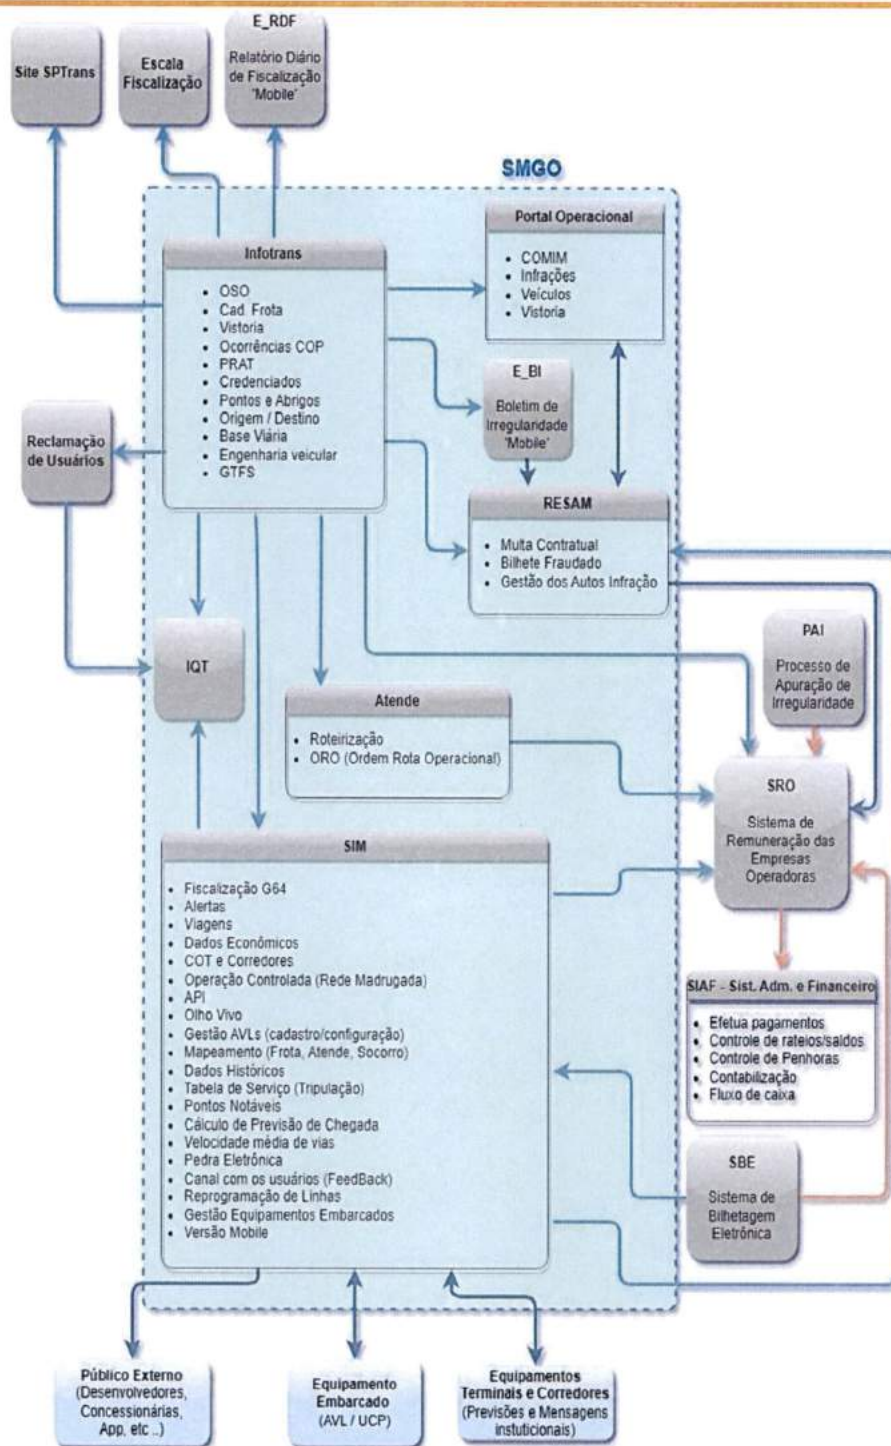 E_RDF
Relatório Diário
de Fiscalização
'Mobile'
Escala
Fiscalização
Site SPTrans
SMGO
Portal Operacional
• COMIM
• Infrações
• Veículos
• Vistoria
Infotrans
• OSO
• Cad. Frota
• Vistoria
• Ocorrências COP
• PRAT
• Credenciados
• Pontos e Abrigos
• Origem / Destino
• Base Viária
• Engenharia veicular
• GTFS
E_BI
Boletim de
Irregularidade
'Mobile'
Reclamação
de Usuários
RESAM
• Multa Contratual
• Bilhete Fraudado
• Gestão dos Autos Infração
PAI
Processo de
Apuração de
Irregularidade
IQT
Atende
• Roteirização
• ORO (Ordem Rota Operacional)
SRO
Sistema de
Remuneração das
Empresas
Operadoras
SIM
• Fiscalização G64
• Alertas
• Viagens
• Dados Econômicos
• COT e Corredores
• Operação Controlada (Rede Madrugada)
• API
• Olho Vivo
• Gestão AVLs (cadastro/configuração)
• Mapeamento (Frota, Atende, Socorro)
• Dados Históricos
• Tabela de Serviço (Tripulação)
• Pontos Notáveis
• Cálculo de Previsão de Chegada
• Velocidade média de vias
• Pedra Eletrônica
• Canal com os usuários (FeedBack)
• Reprogramação de Linhas
• Gestão Equipamentos Embarcados
• Versão Mobile
SIAF - Sist. Adm. e Financeiro
• Efetua pagamentos
• Controle de rateios/saldos
• Controle de Penhoras
• Contabilização
• Fluxo de caixa
SBE
Sistema de
Bilhetagem
Eletrônica
Público Externo
(Desenvolvedores,
Concessionárias,
App, etc ..)
Equipamento
Embarcado
(AVL / UCP)
Equipamentos
Terminais e Corredores
(Previsões e Mensagens
instuticionais)